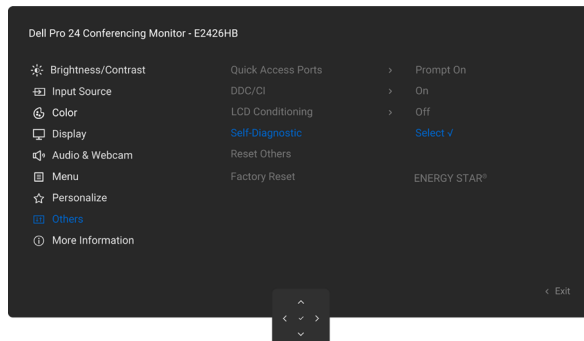 Dell Pro 24 Conferencing Monitor - E2426HB
Brightness/Contrast
Input Source
Color
Display
Audio & Webcam
Menu
Personalize
Others
More Information
Quick Access Ports > Prompt On
DDC/CI > On
LCD Conditioning > Off
Self-Diagnostic Select ✓
Reset Others
Factory Reset ENERGY STAR®
< Exit